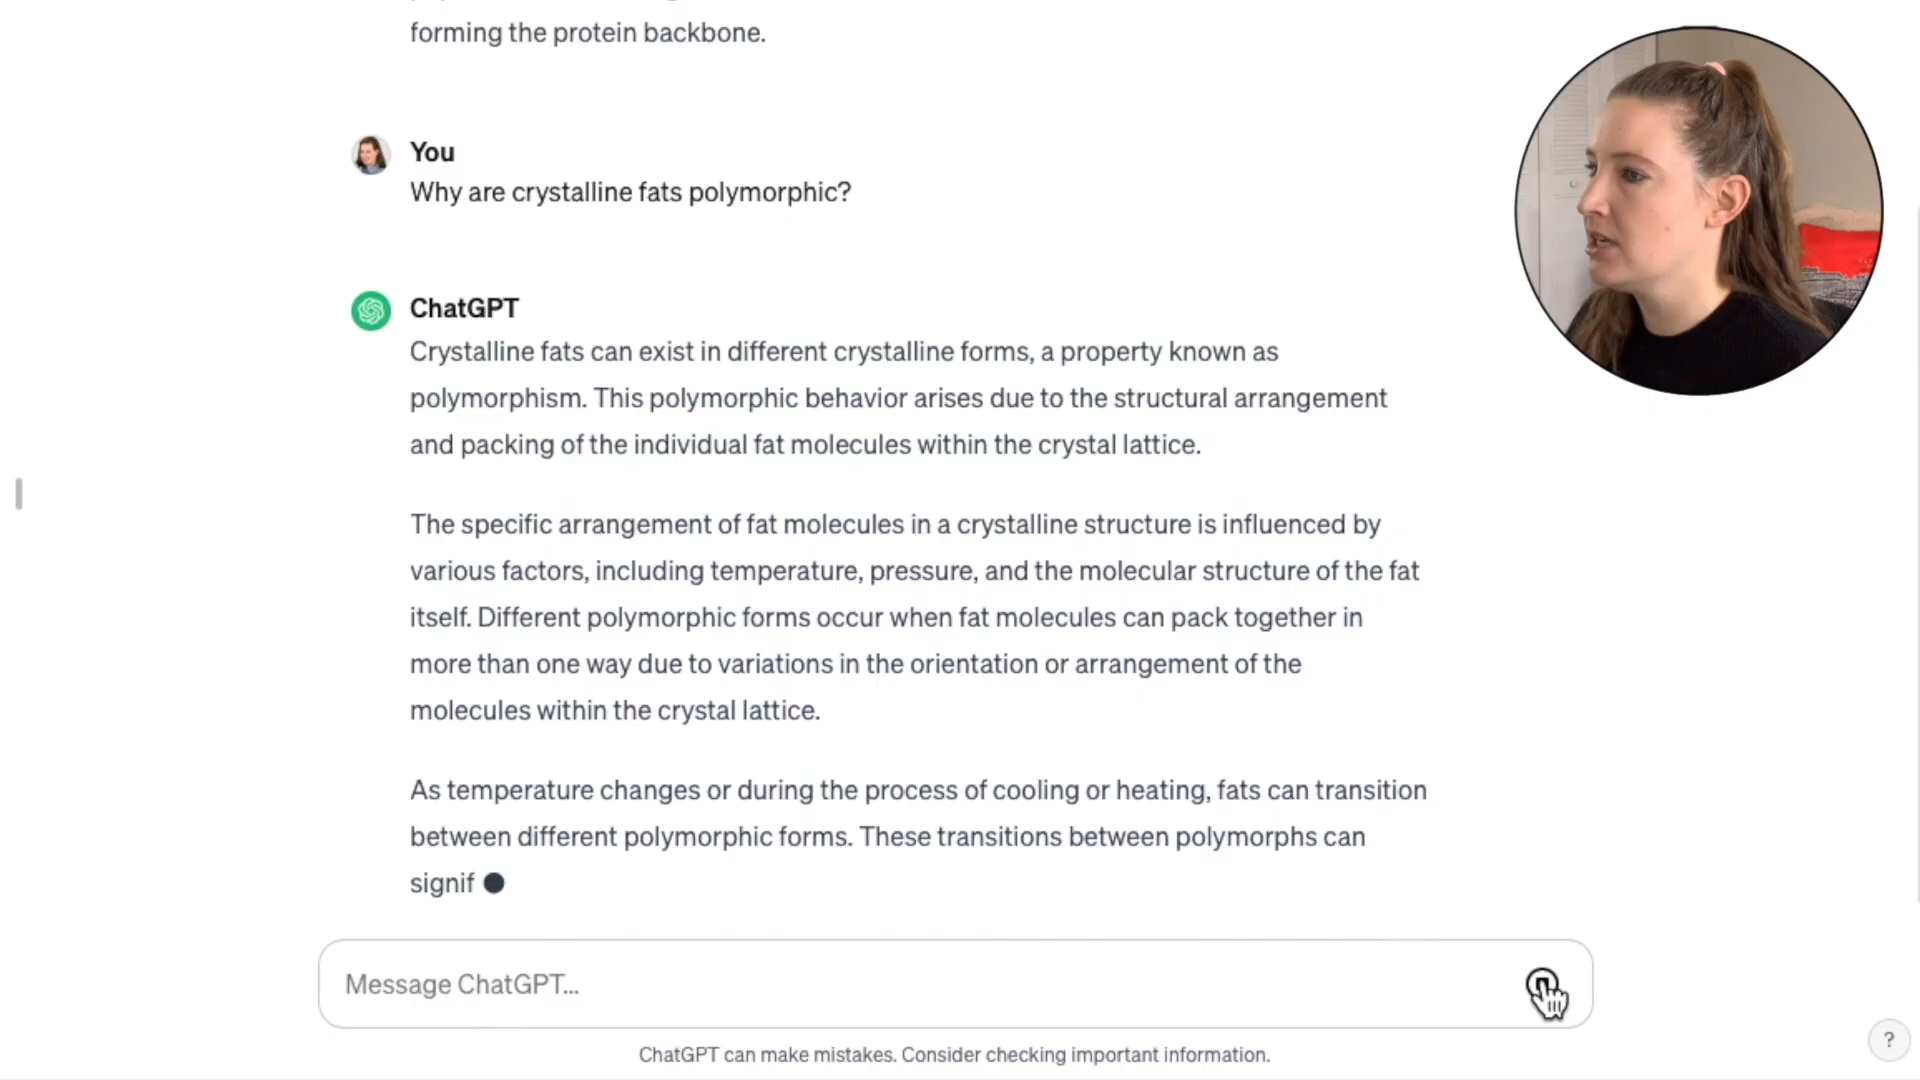 forming the protein backbone.
You
Why are crystalline fats polymorphic?
ChatGPT
Crystalline fats can exist in different crystalline forms, a property known as
polymorphism. This polymorphic behavior arises due to the structural arrangement
and packing of the individual fat molecules within the crystal lattice.
The specific arrangement of fat molecules in a crystalline structure is influenced by
various factors, including temperature, pressure, and the molecular structure of the fat
itself. Different polymorphic forms occur when fat molecules can pack together in
more than one way due to variations in the orientation or arrangement of the
molecules within the crystal lattice.
As temperature changes or during the process of cooling or heating, fats can transition
between different polymorphic forms. These transitions between polymorphs can
signif
Message ChatGPT...
ChatGPT can make mistakes. Consider checking important information.
?